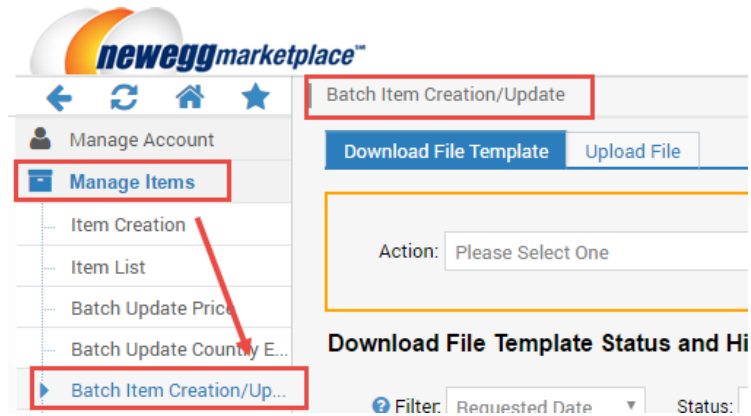 newegg marketplace™
Batch Item Creation/Update
Manage Account
Download File Template Upload File
Manage Items
Item Creation
Action: Please Select One
Item List
Batch Update Price
Batch Update Country E...
Download File Template Status and Hi
Batch Item Creation/Up...
Filter: Requested Date Status: